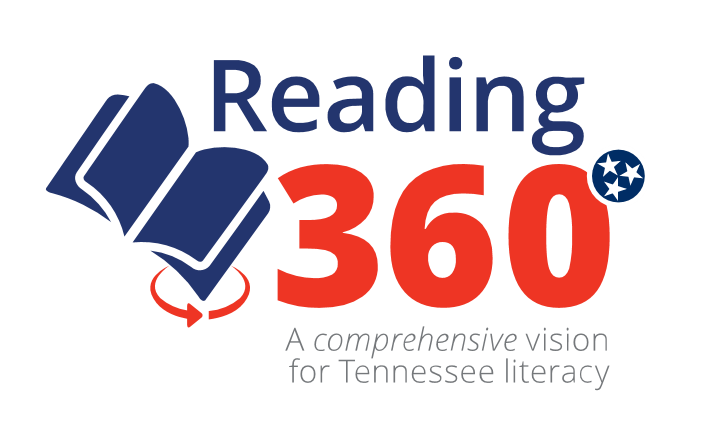 Reading
360
A comprehensive vision
for Tennessee literacy